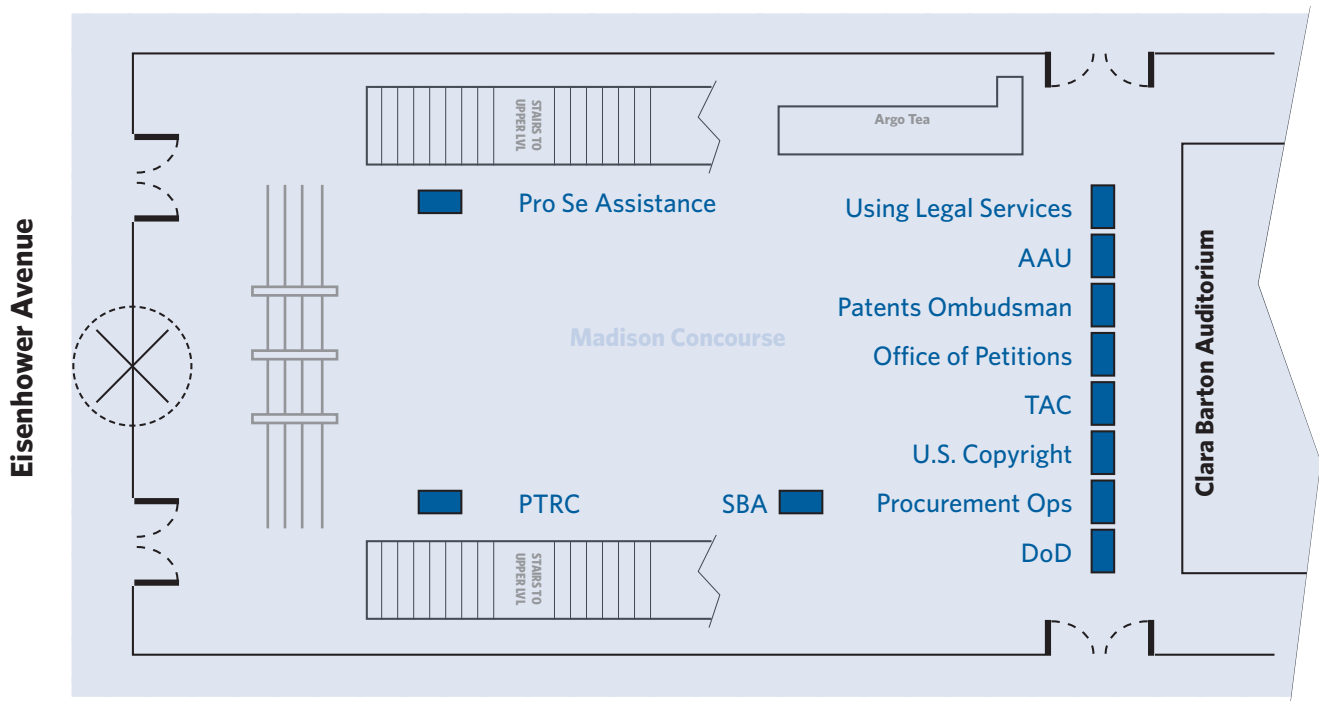 Eisenhower Avenue
STAIRS TO
UPPER LVL
Argo Tea
Pro Se Assistance
Using Legal Services
AAU
Patents Ombudsman
Madison Concourse
Office of Petitions
TAC
U.S. Copyright
PTRC
SBA
Procurement Ops
DoD
STAIRS TO
UPPER LVL
Clara Barton Auditorium